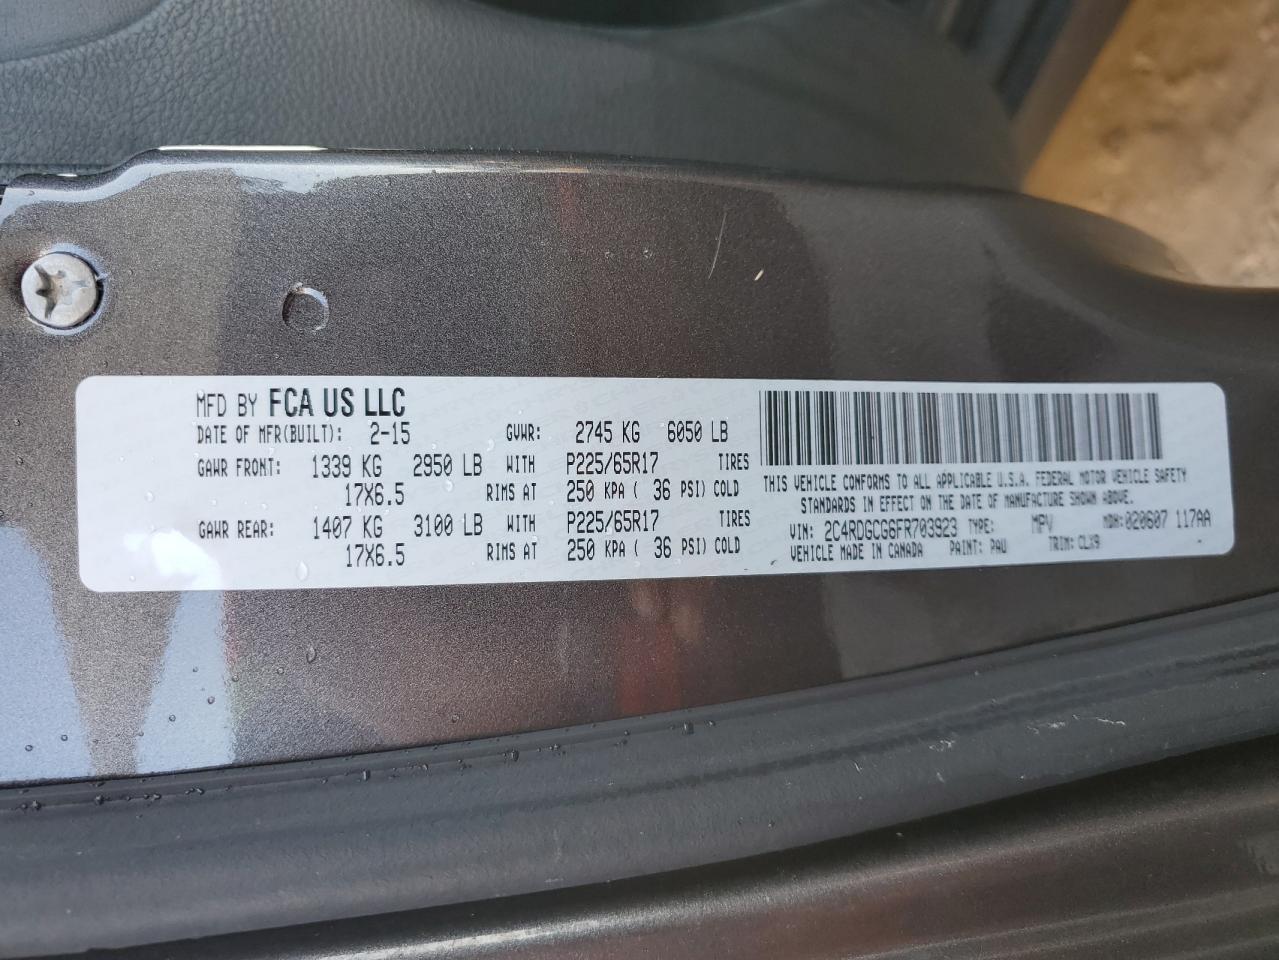 MFD BY FCA US LLC
DATE OF MFR(BUILT): 2-15 GVWR: 2745 KG 6050 LB
GAWR FRONT: 1339 KG 2950 LB WITH P225/65R17 TIRES
17X6.5 RIMS AT 250 KPA ( 36 PSI) COLD
GAWR REAR: 1407 KG 3100 LB WITH P225/65R17 TIRES
17X6.5 RIMS AT 250 KPA ( 36 PSI) COLD
THIS VEHICLE CONFORMS TO ALL APPLICABLE U.S.A. FEDERAL MOTOR VEHICLE SAFETY
STANDARDS IN EFFECT ON THE DATE OF MANUFACTURE SHOWN ABOVE.
VIN: 2C4RDGCG6FR703923 TYPE: MPV MDH:020607 117AA
VEHICLE MADE IN CANADA PAINT: PAU TRIM: CLX9